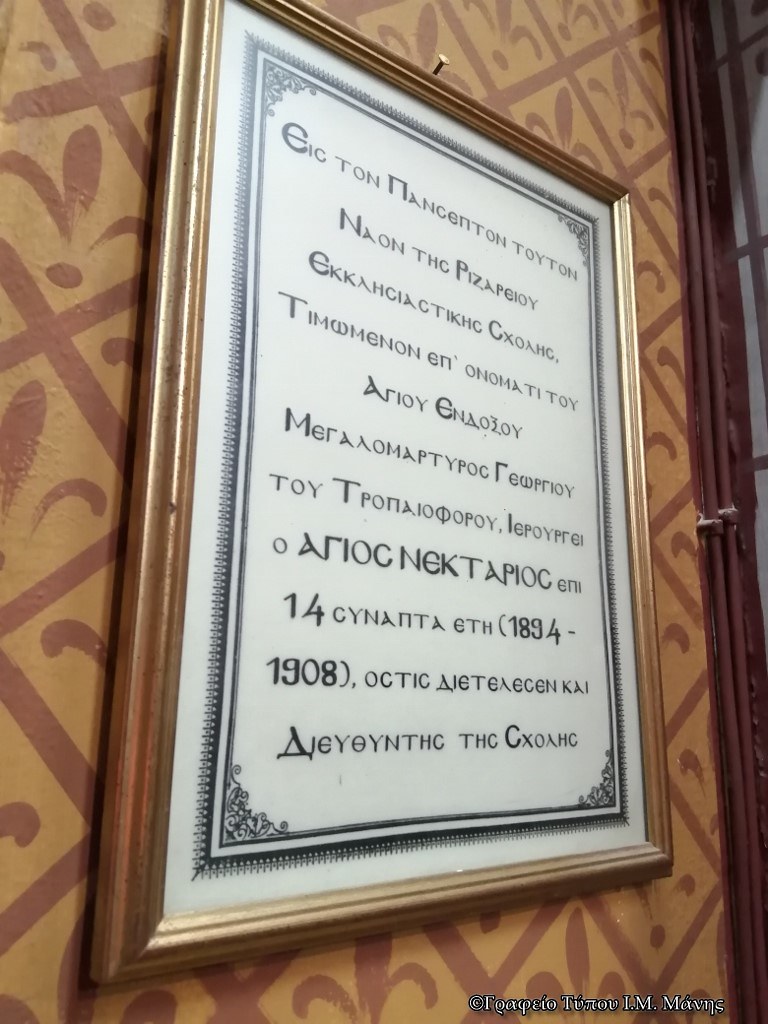 Εις τον Πανσεπτον τουτον
Ναον της Ριζαρειου
Εκκλησιαστικης Σχολης,
Τιμωμενον επ' ονοματι του
Αγιου Ενδοξου
Μεγαλομαρτυρος Γεωργιου
του Τροπαιοφορου, Ιερουργει
ο ΑΓΙΟΣ ΝΕΚΤΑΡΙΟΣ επι
14 συναπτα ετη (1894 -
1908), οστις διετελεσεν και
Διευθυντης της Σχολης
©Γραφείο Τύπου Ι.Μ. Μάνης